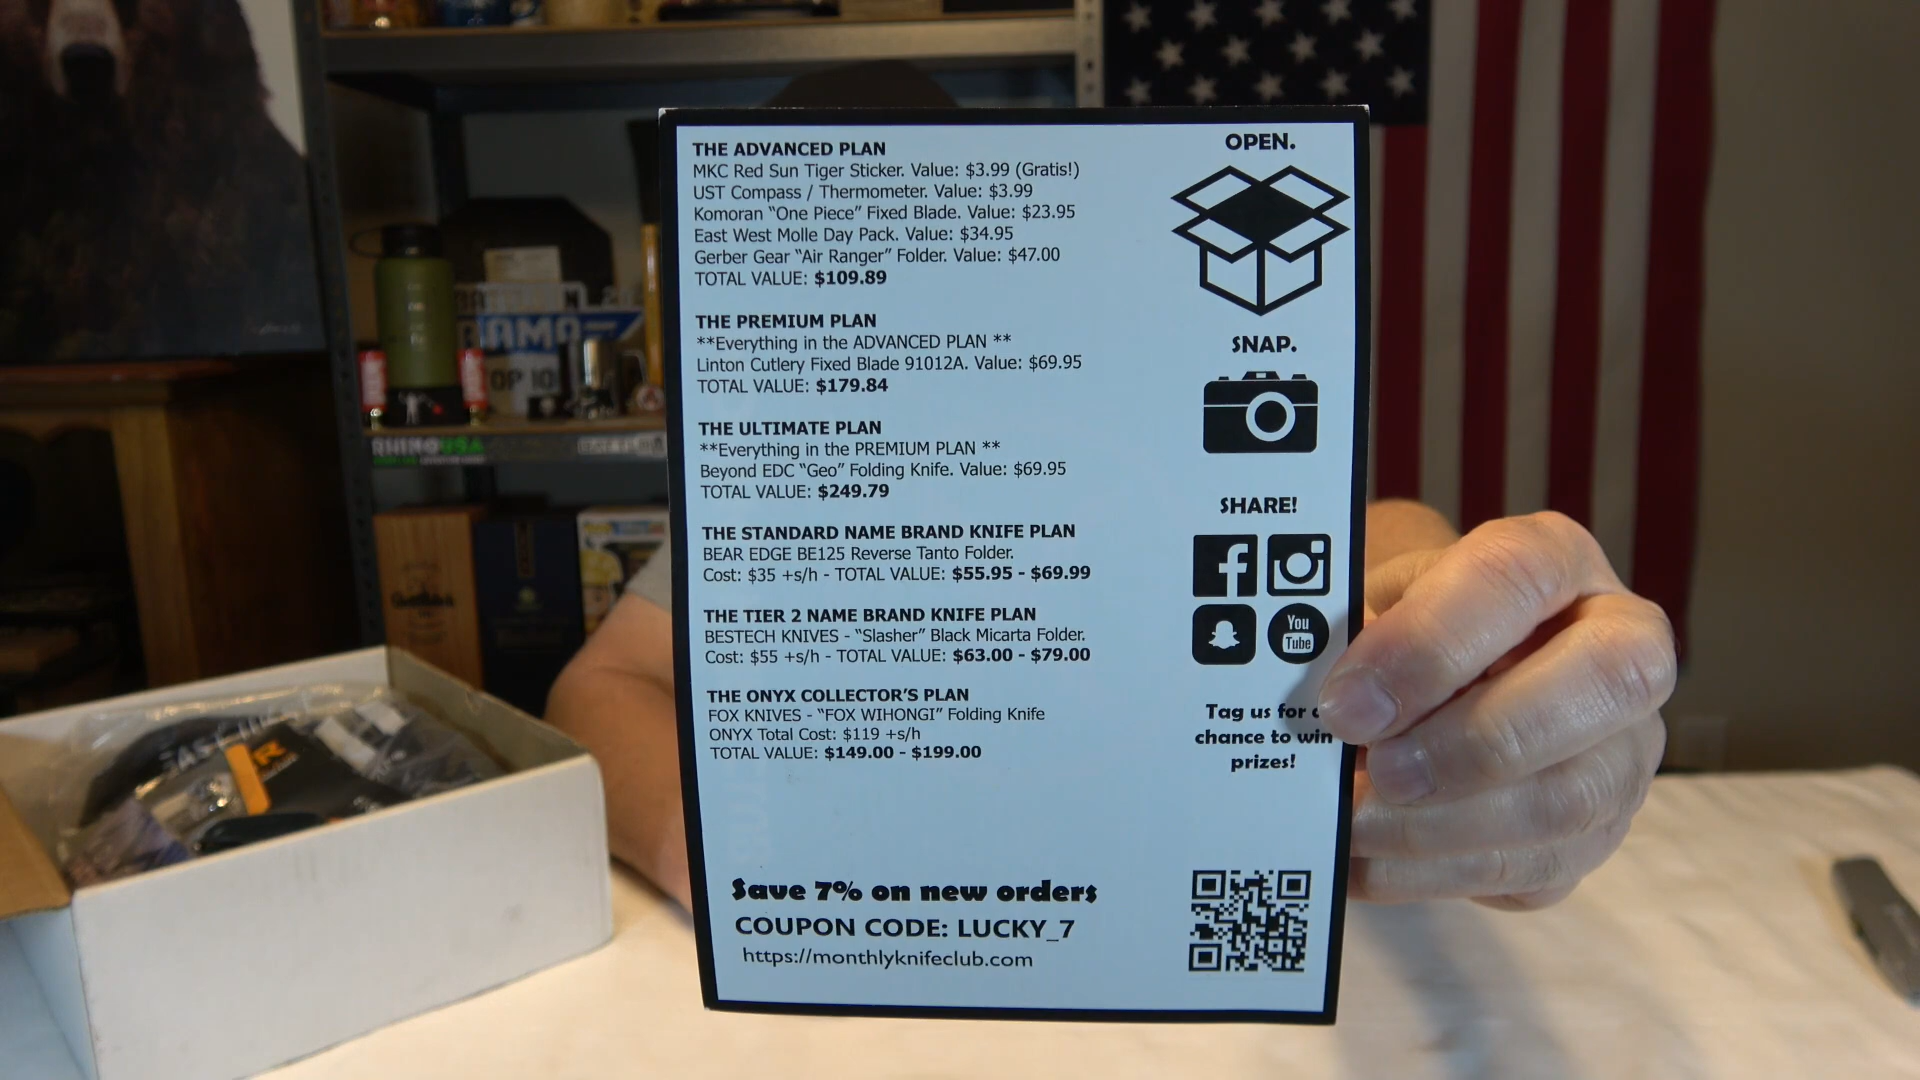 THE ADVANCED PLAN
MKC Red Sun Tiger Sticker. Value: $3.99 (Gratis!)
UST Compass / Thermometer. Value: $3.99
Komoran “One Piece” Fixed Blade. Value: $23.95
East West Molle Day Pack. Value: $34.95
Gerber Gear “Air Ranger” Folder. Value: $47.00
TOTAL VALUE: $109.89
THE PREMIUM PLAN
**Everything in the ADVANCED PLAN **
Linton Cutlery Fixed Blade 91012A. Value: $69.95
TOTAL VALUE: $179.84
THE ULTIMATE PLAN
**Everything in the PREMIUM PLAN **
Beyond EDC “Geo” Folding Knife. Value: $69.95
TOTAL VALUE: $249.79
THE STANDARD NAME BRAND KNIFE PLAN
BEAR EDGE BE125 Reverse Tanto Folder.
Cost: $35 +s/h - TOTAL VALUE: $55.95 - $69.99
THE TIER 2 NAME BRAND KNIFE PLAN
BESTECH KNIVES - “Slasher” Black Micarta Folder.
Cost: $55 +s/h - TOTAL VALUE: $63.00 - $79.00
THE ONYX COLLECTOR’S PLAN
FOX KNIVES - “FOX WIHONGI” Folding Knife
ONYX Total Cost: $119 +s/h
TOTAL VALUE: $149.00 - $199.00
Save 7% on new orders
COUPON CODE: LUCKY_7
https://monthlyknifeclub.com
OPEN.
SNAP.
SHARE!
You
Tube
Tag us for
chance to win
prizes!
RHINO USA
TOP 10